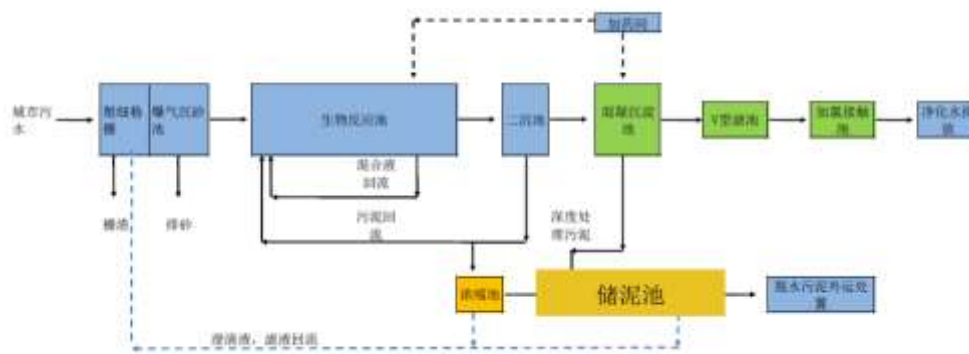 加药间
城市污
水
粗细格
栅
曝气沉砂
池
生物反应池
二沉池
混凝沉淀
池
V型滤池
加氯接触
池
净化水排
放
混合液
回流
栅渣
排砂
污泥回
流
深度处
理污泥
浓缩池
储泥池
脱水污泥外运处
置
澄清液，滤液回流